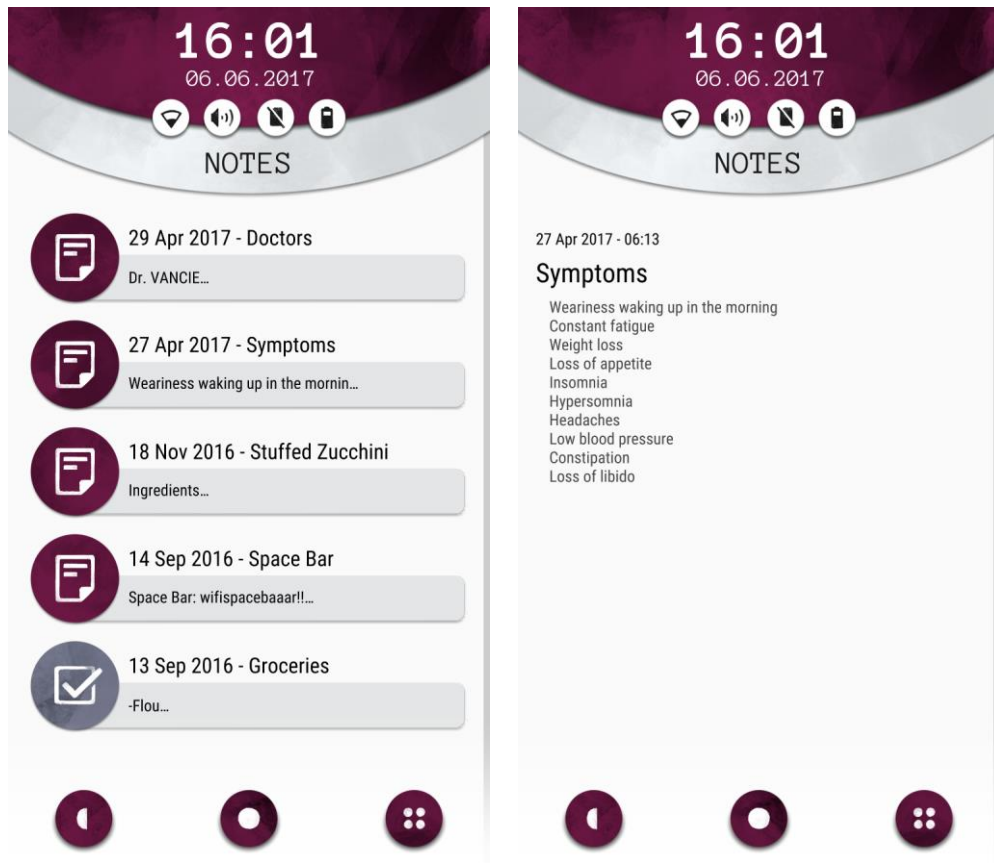 16:01
06.06.2017
NOTES
29 Apr 2017 - Doctors
Dr. VANCIE…
27 Apr 2017 - Symptoms
Weariness waking up in the mornin…
18 Nov 2016 - Stuffed Zucchini
Ingredients…
14 Sep 2016 - Space Bar
Space Bar: wifispacebaaar!!…
13 Sep 2016 - Groceries
-Flou…
16:01
06.06.2017
NOTES
27 Apr 2017 - 06:13
Symptoms
Weariness waking up in the morning
Constant fatigue
Weight loss
Loss of appetite
Insomnia
Hypersomnia
Headaches
Low blood pressure
Constipation
Loss of libido